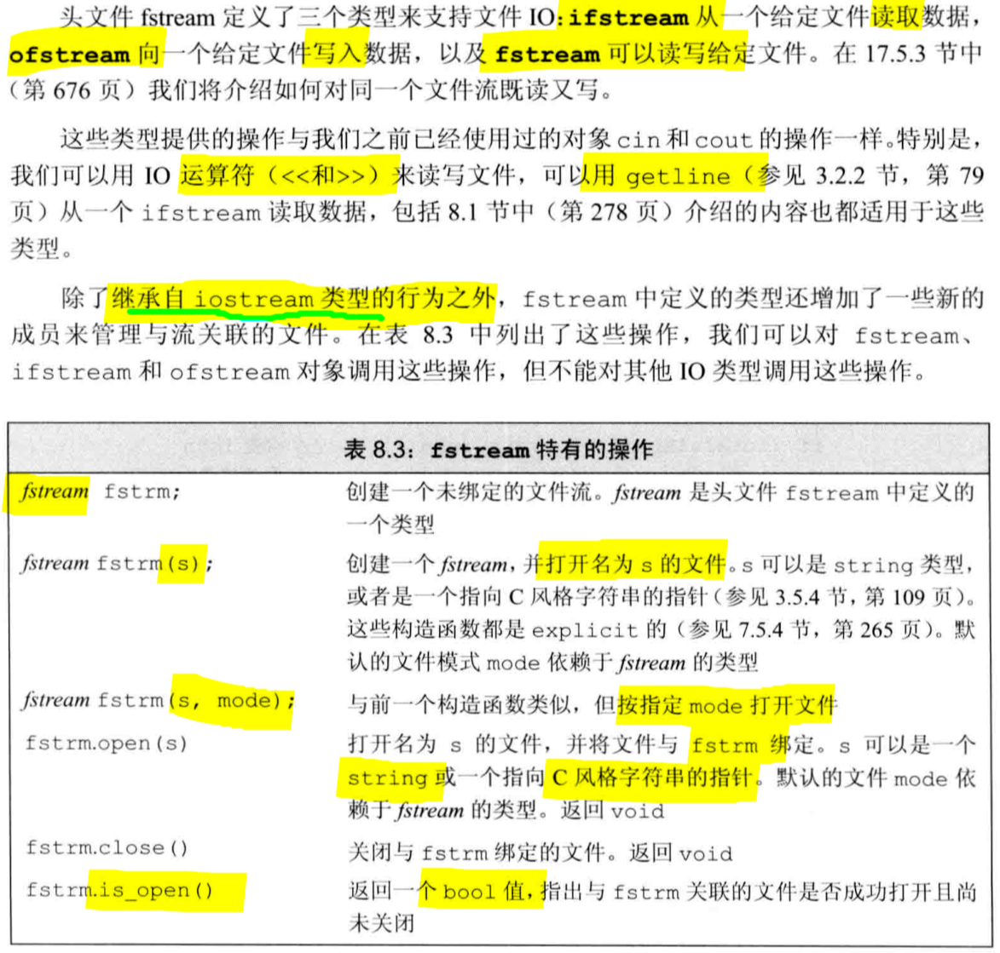 头文件 fstream 定义了三个类型来支持文件 IO:ifstream 从一个给定文件读取数据,
ofstream 向一个给定文件写入数据,以及 fstream 可以读写给定文件。在 17.5.3 节中
(第 676 页)我们将介绍如何对同一个文件流既读又写。
这些类型提供的操作与我们之前已经使用过的对象 cin 和 cout 的操作一样。特别是,
我们可以用 IO 运算符(<<和>>)来读写文件,可以用 getline(参见 3.2.2 节,第 79
页)从一个 ifstream 读取数据,包括 8.1 节中(第 278 页)介绍的内容也都适用于这些
类型。
除了继承自 iostream 类型的行为之外,fstream 中定义的类型还增加了一些新的
成员来管理与流关联的文件。在表 8.3 中列出了这些操作,我们可以对 fstream、
ifstream 和 ofstream 对象调用这些操作,但不能对其他 IO 类型调用这些操作。
表 8.3:fstream 特有的操作
fstream fstrm;
创建一个未绑定的文件流。fstream 是头文件 fstream 中定义的
一个类型
fstream fstrm(s);
创建一个 fstream,并打开名为 s 的文件。s 可以是 string 类型,
或者是一个指向 C 风格字符串的指针(参见 3.5.4 节,第 109 页)。
这些构造函数都是 explicit 的(参见 7.5.4 节,第 265 页)。默
认的文件模式 mode 依赖于 fstream 的类型
fstream fstrm(s, mode);
与前一个构造函数类似,但按指定 mode 打开文件
fstrm.open(s)
打开名为 s 的文件,并将文件与 fstrm 绑定。s 可以是一个
string 或一个指向 C 风格字符串的指针。默认的文件 mode 依
赖于 fstream 的类型。返回 void
fstrm.close()
关闭与 fstrm 绑定的文件。返回 void
fstrm.is_open()
返回一个 bool 值,指出与 fstrm 关联的文件是否成功打开且尚
未关闭